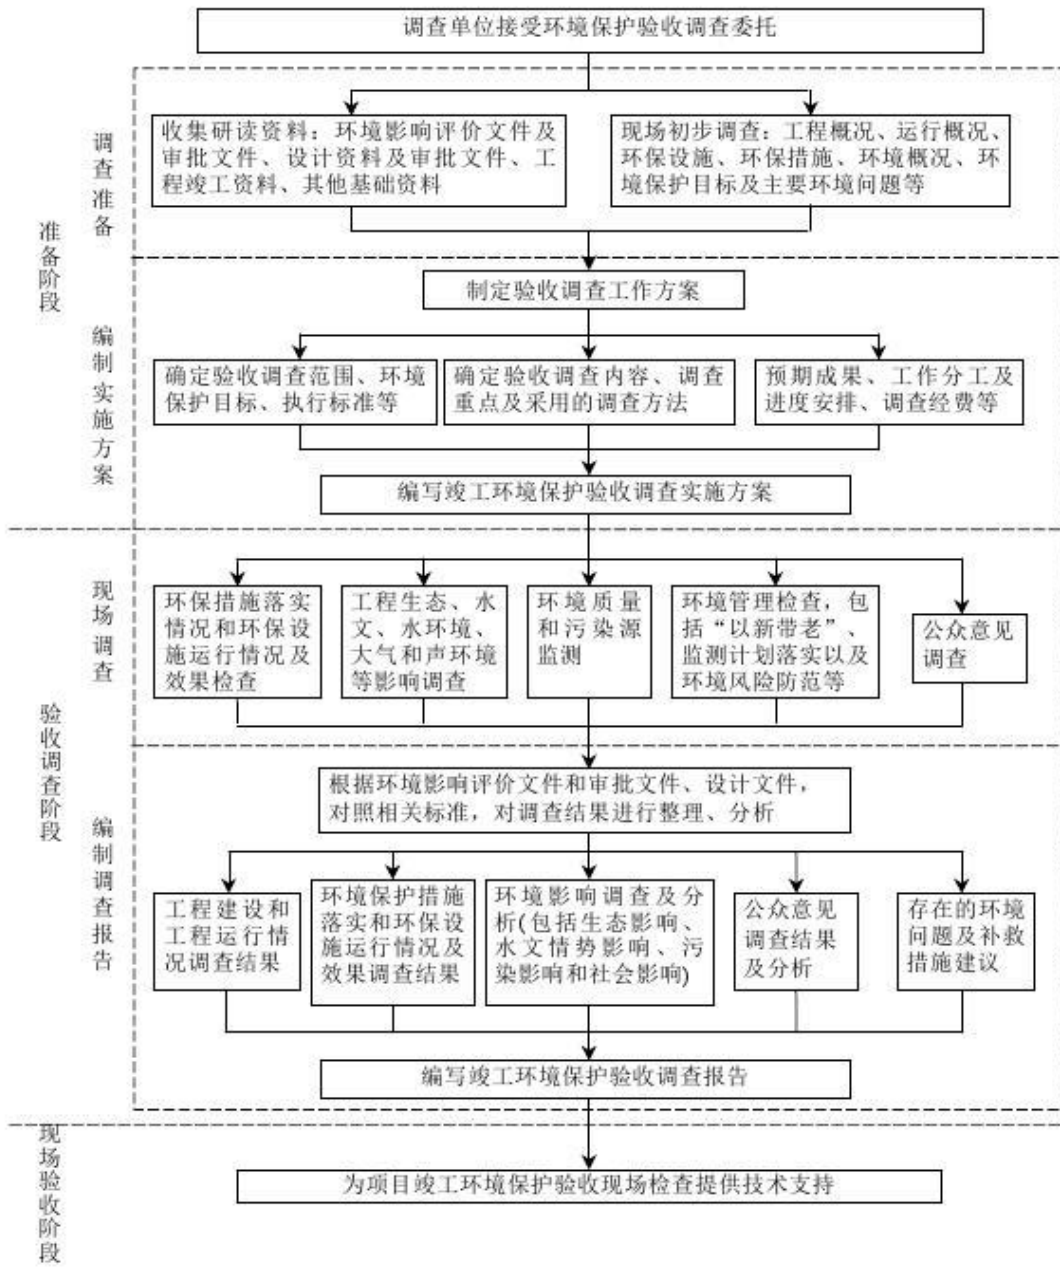 调查单位接受环境保护验收调查委托
准备阶段
调查准备
收集研读资料：环境影响评价文件及
审批文件、设计资料及审批文件、工
程竣工资料、其他基础资料
现场初步调查：工程概况、运行概况、
环保设施、环保措施、环境概况、环
境保护目标及主要环境问题等
编制实施方案
制定验收调查工作方案
确定验收调查范围、环境
保护目标、执行标准等
确定验收调查内容、调查
重点及采用的调查方法
预期成果、工作分工及
进度安排、调查经费等
编写竣工环境保护验收调查实施方案
验收调查阶段
现场调查
环保措施落实
情况和环保设
施运行情况及
效果检查
工程生态、水
文、水环境、
大气和声环境
等影响调查
环境质量
和污染源
监测
环境管理检查，包
括“以新带老”、
监测计划落实以及
环境风险防范等
公众意见
调查
编制调查报告
根据环境影响评价文件和审批文件、设计文件，
对照相关标准，对调查结果进行整理、分析
工程建设和
工程运行情
况调查结果
环境保护措施
落实和环保设
施运行情况及
效果调查结果
环境影响调查及分
析(包括生态影响、
水文情势影响、污
染影响和社会影响)
公众意见
调查结果
及分析
存在的环境
问题及补救
措施建议
编写竣工环境保护验收调查报告
现场验收阶段
为项目竣工环境保护验收现场检查提供技术支持